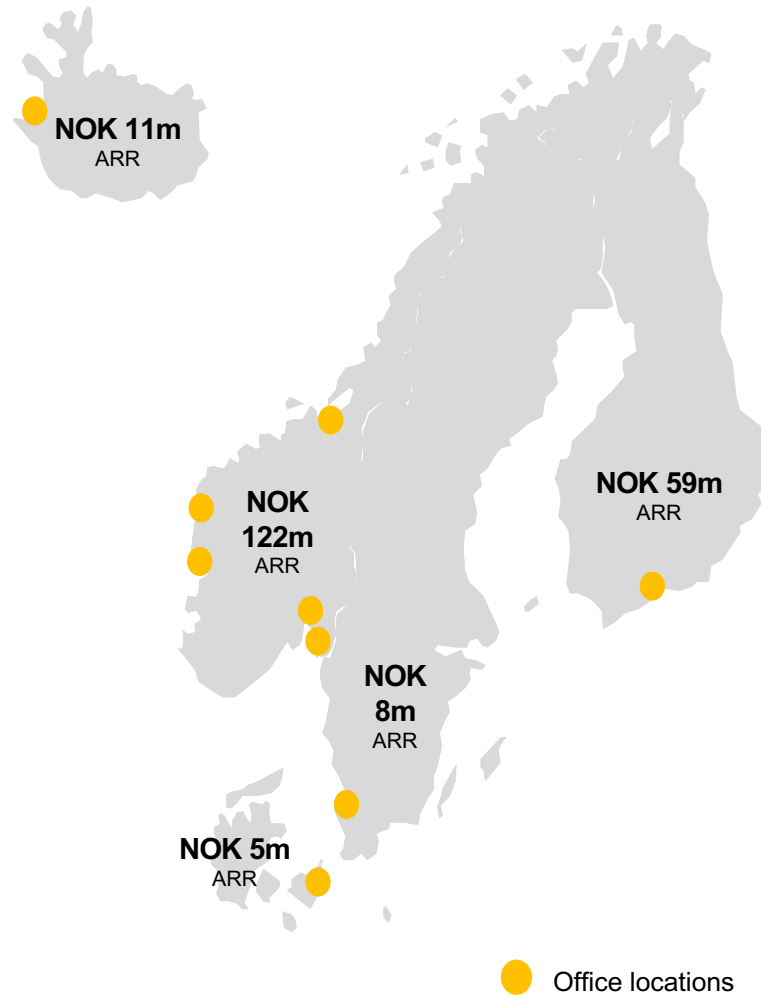 NOK 11m
ARR
NOK 59m
ARR
NOK
122m
ARR
NOK
8m
ARR
NOK 5m
ARR
Office locations